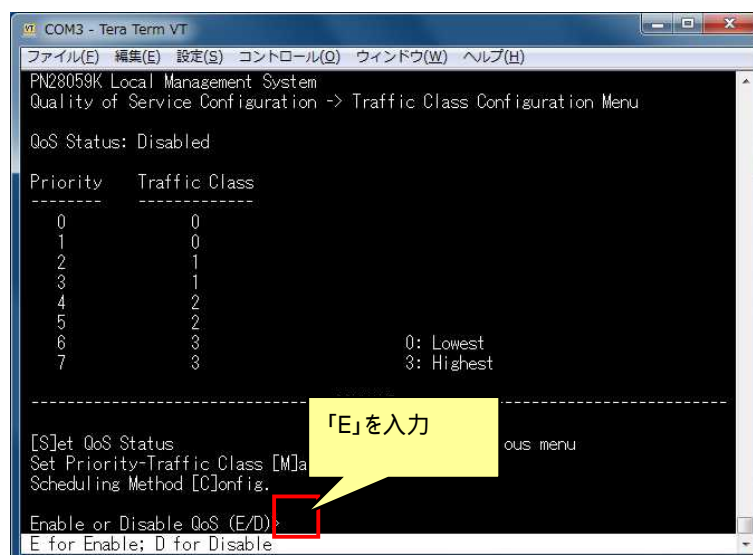 COM3 - Tera Term VT
ファイル(F) 編集(E) 設定(S) コントロール(O) ウィンドウ(W) ヘルプ(H)
PN28059K Local Management System
Quality of Service Configuration -> Traffic Class Configuration Menu
QoS Status: Disabled
Priority Traffic Class
-------- -------------
0 0
1 0
2 1
3 1
4 2
5 2
6 3 0: Lowest
7 3 3: Highest
「E」を入力
[S]et QoS Status ous menu
Set Priority-Traffic Class [M]a
Scheduling Method [C]onfig.
Enable or Disable QoS (E/D)>
E for Enable; D for Disable